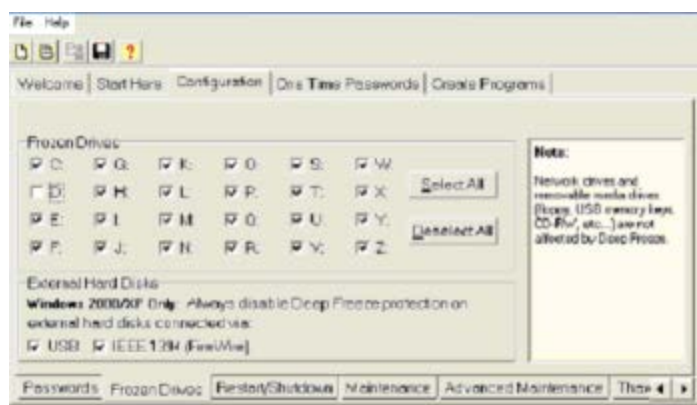 File Help
Welcome Start Here Configuration One Time Passwords Create Programs
Frozen Drives
C: G: K: O: S: W:
D: H: L: P: T: X: Select All
E: I: M: Q: U: Y: Deselect All
F: J: N: R: V: Z:
Note:
Network drives and
removable media drives
(floppy, USB memory keys,
CD-RW, etc...) are not
affected by Deep Freeze.
External Hard Disks
Windows 2000/XP Only: Always disable Deep Freeze protection on
external hard disks connected via:
USB IEEE 1394 (FireWire)
Passwords Frozen Drives Restart/Shutdown Maintenance Advanced Maintenance